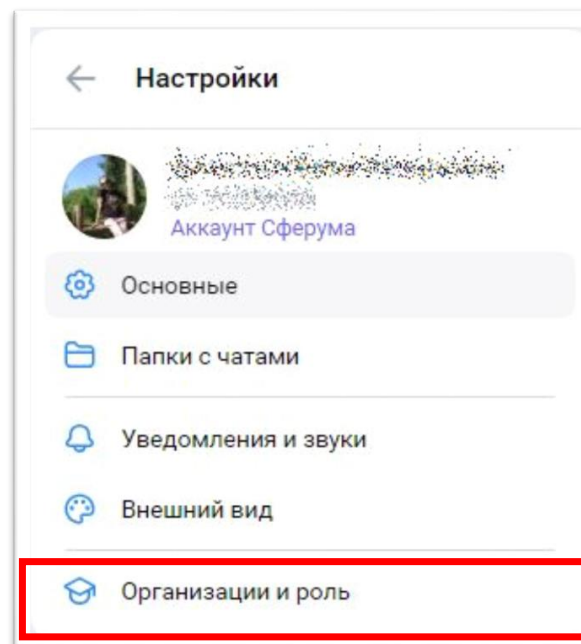 Настройки
Аккаунт Сферума
Основные
Папки с чатами
Уведомления и звуки
Внешний вид
Организации и роль